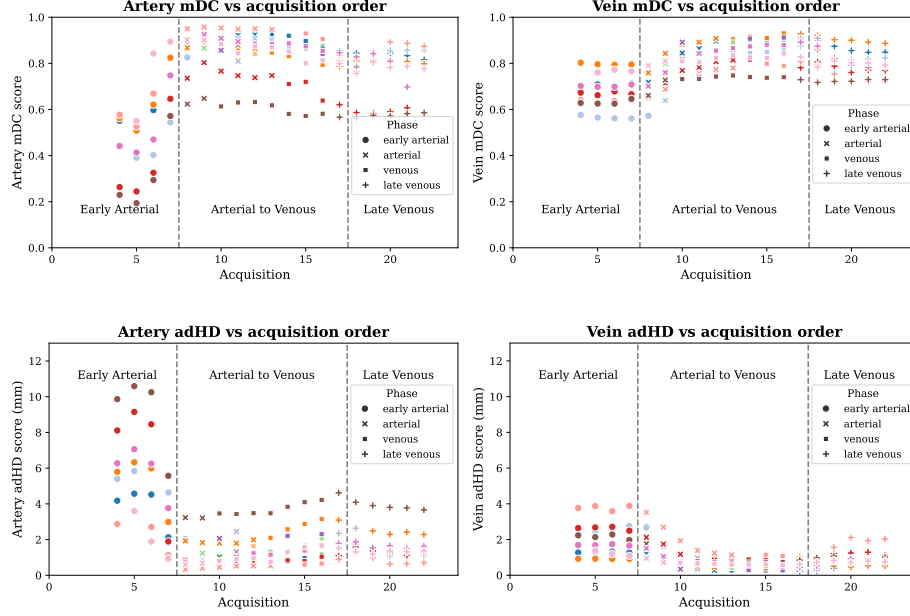 Artery mDC vs acquisition order
Artery mDC score
1.0
0.8
0.6
0.4
0.2
0.0
Phase
early arterial
arterial
venous
late venous
Early Arterial
Arterial to Venous
Late Venous
0
5
10
15
20
Acquisition
Vein mDC vs acquisition order
Vein mDC score
1.0
0.8
0.6
0.4
0.2
0.0
Phase
early arterial
arterial
venous
late venous
Early Arterial
Arterial to Venous
Late Venous
0
5
10
15
20
Acquisition
Artery adHD vs acquisition order
Artery adHD score (mm)
12
10
8
6
4
2
0
Early Arterial
Arterial to Venous
Late Venous
Phase
early arterial
arterial
venous
late venous
0
5
10
15
20
Acquisition
Vein adHD vs acquisition order
Vein adHD score (mm)
12
10
8
6
4
2
0
Early Arterial
Arterial to Venous
Late Venous
Phase
early arterial
arterial
venous
late venous
0
5
10
15
20
Acquisition